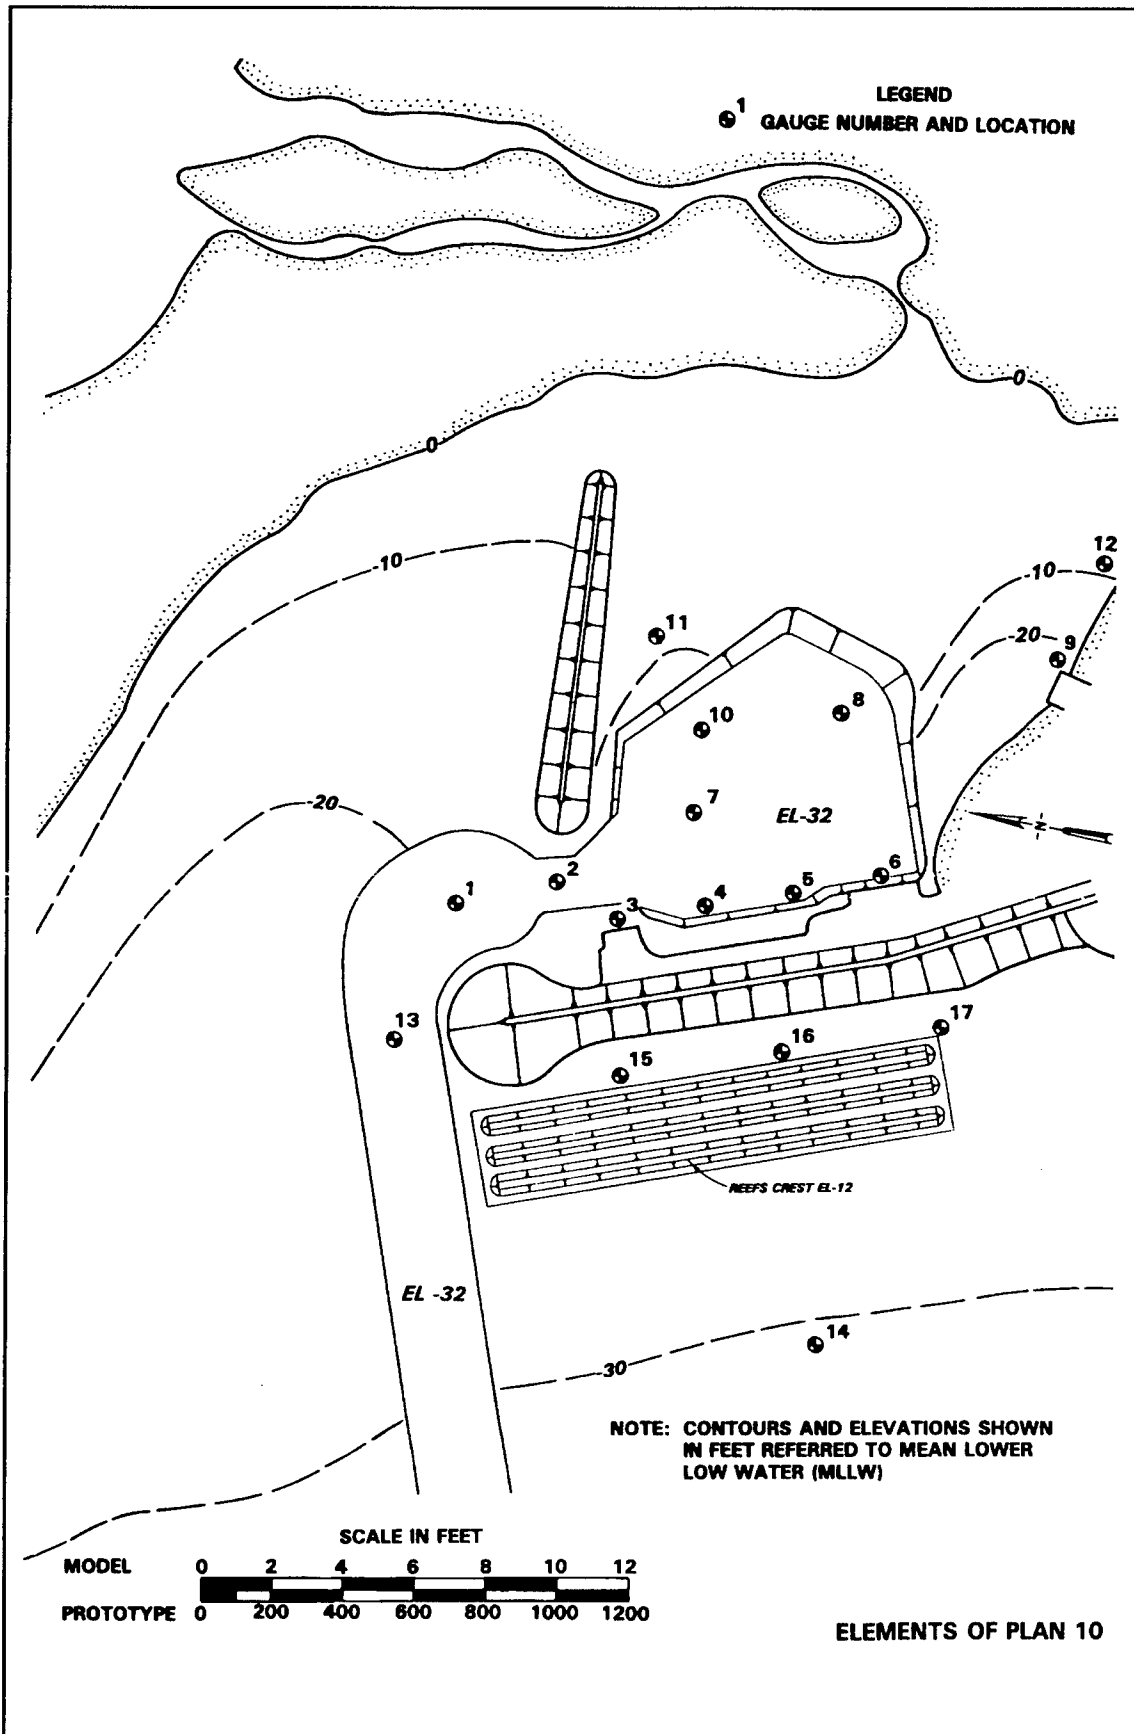 LEGEND
1
GAUGE NUMBER AND LOCATION
0
0
-10
12
-10
11
-20
9
8
10
7
EL-32
-20
N
6
5
2
1
4
3
13
17
16
15
REEFS CREST EL-12
EL -32
14
-30
NOTE: CONTOURS AND ELEVATIONS SHOWN
IN FEET REFERRED TO MEAN LOWER
LOW WATER (MLLW)
SCALE IN FEET
MODEL 0 2 4 6 8 10 12
PROTOTYPE 0 200 400 600 800 1000 1200
ELEMENTS OF PLAN 10